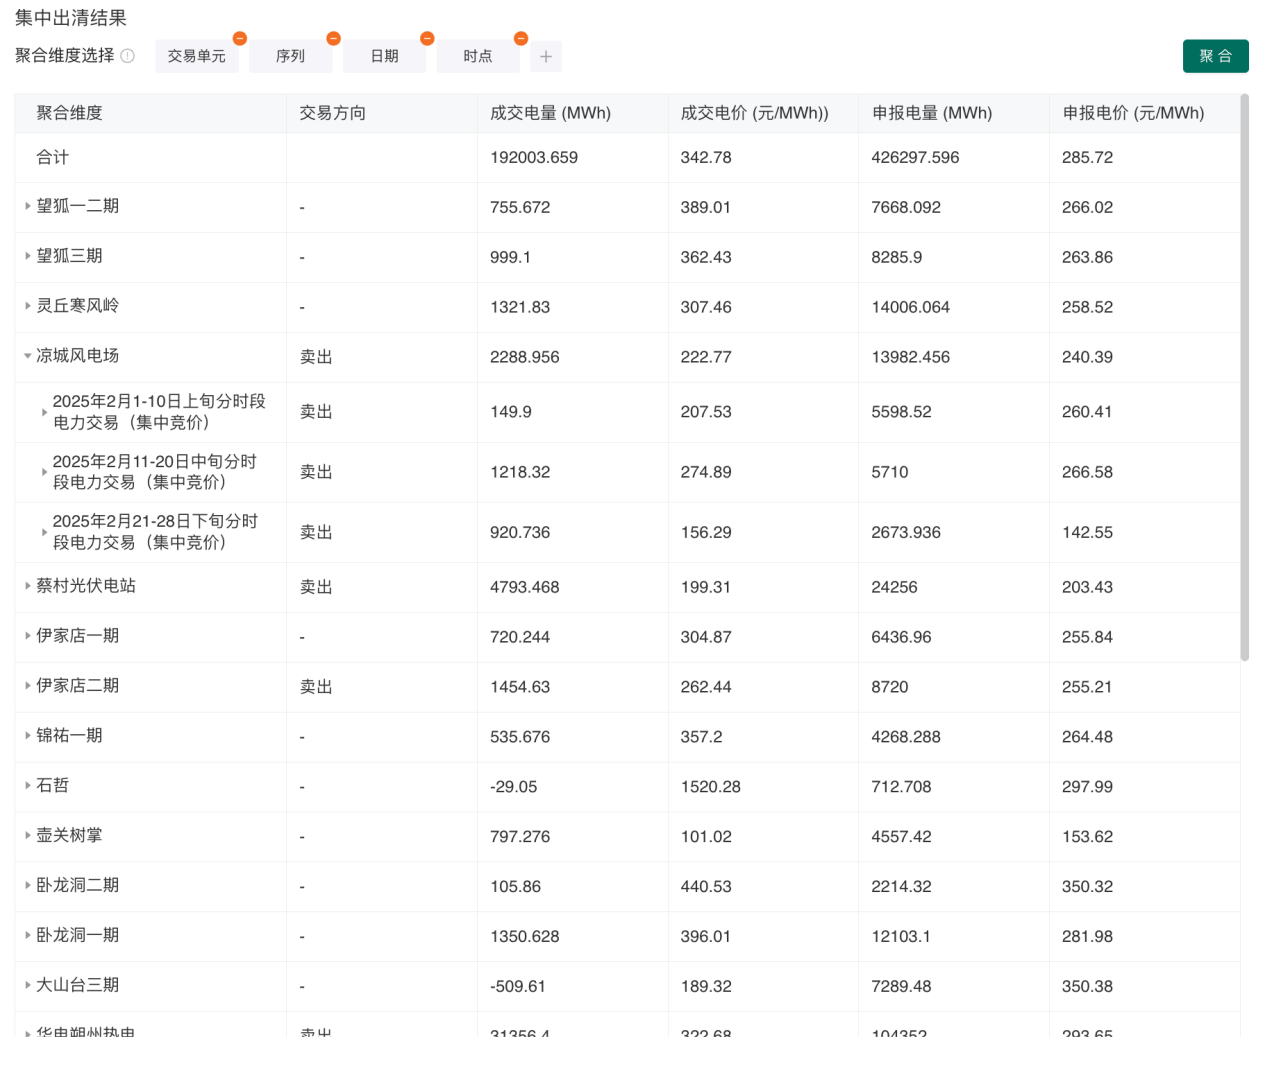 集中出清结果
聚合维度选择 交易单元 序列 日期 时点 聚 合
聚合维度 交易方向 成交电量 (MWh) 成交电价 (元/MWh)) 申报电量 (MWh) 申报电价 (元/MWh)
合计 192003.659 342.78 426297.596 285.72
望狐一二期 - 755.672 389.01 7668.092 266.02
望狐三期 - 999.1 362.43 8285.9 263.86
灵丘寒风岭 - 1321.83 307.46 14006.064 258.52
凉城风电场 卖出 2288.956 222.77 13982.456 240.39
2025年2月1-10日上旬分时段
电力交易（集中竞价） 卖出 149.9 207.53 5598.52 260.41
2025年2月11-20日中旬分时
段电力交易（集中竞价） 卖出 1218.32 274.89 5710 266.58
2025年2月21-28日下旬分时
段电力交易（集中竞价） 卖出 920.736 156.29 2673.936 142.55
蔡村光伏电站 卖出 4793.468 199.31 24256 203.43
伊家店一期 - 720.244 304.87 6436.96 255.84
伊家店二期 卖出 1454.63 262.44 8720 255.21
锦祐一期 - 535.676 357.2 4268.288 264.48
石哲 - -29.05 1520.28 712.708 297.99
壶关树掌 - 797.276 101.02 4557.42 153.62
卧龙洞二期 - 105.86 440.53 2214.32 350.32
卧龙洞一期 - 1350.628 396.01 12103.1 281.98
大山台三期 - -509.61 189.32 7289.48 350.38
华电朔州热电 卖出 31356.4 322.68 104352 293.65